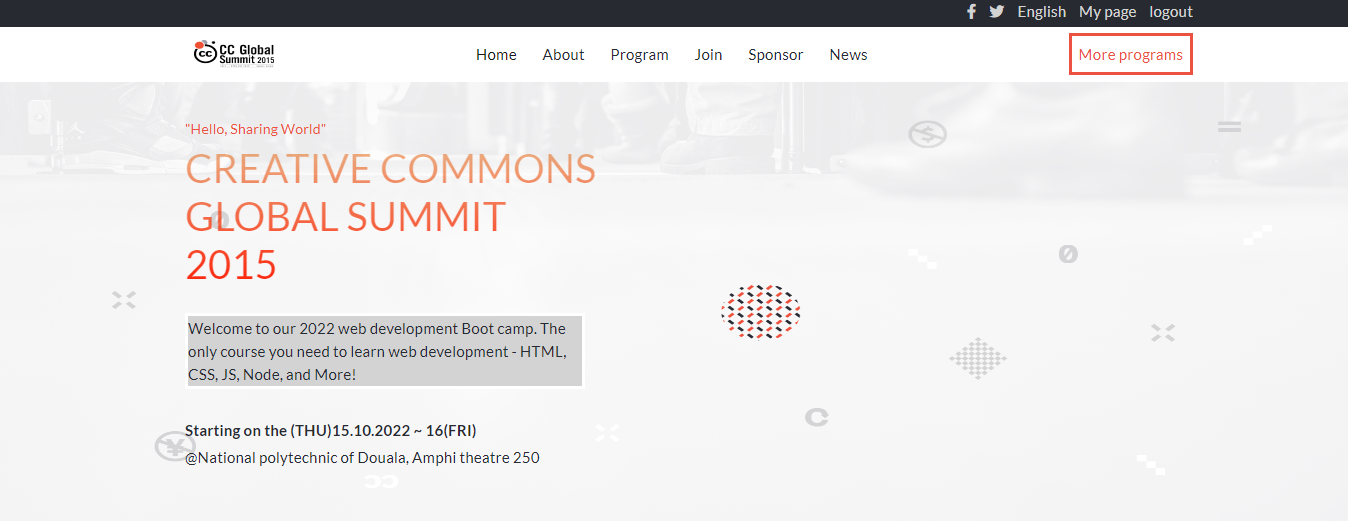 English My page logout
CC Global
Summit 2015
Home About Program Join Sponsor News
More programs
"Hello, Sharing World"
CREATIVE COMMONS
GLOBAL SUMMIT
2015
Welcome to our 2022 web development Boot camp. The
only course you need to learn web development - HTML,
CSS, JS, Node, and More!
Starting on the (THU)15.10.2022 ~ 16(FRI)
@National polytechnic of Douala, Amphi theatre 250